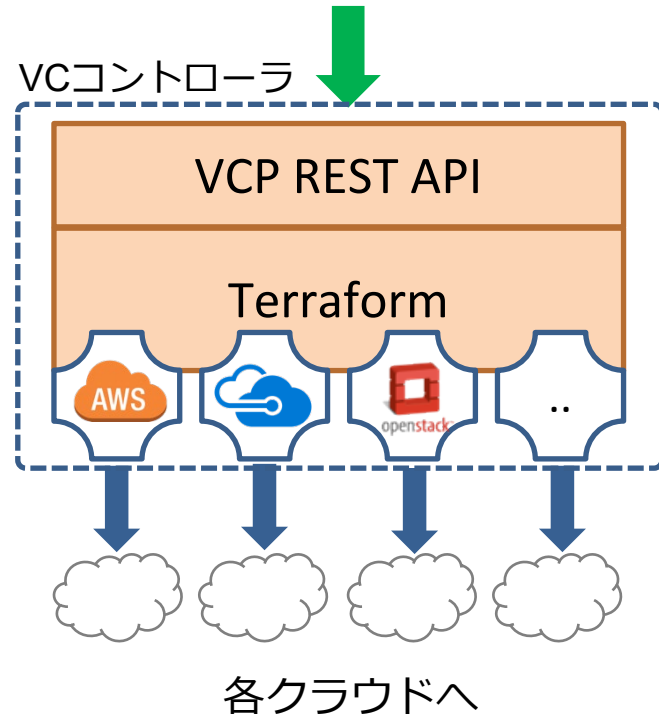 VCコントローラ
VCP REST API
Terraform
AWS
openstack
..
各クラウドへ